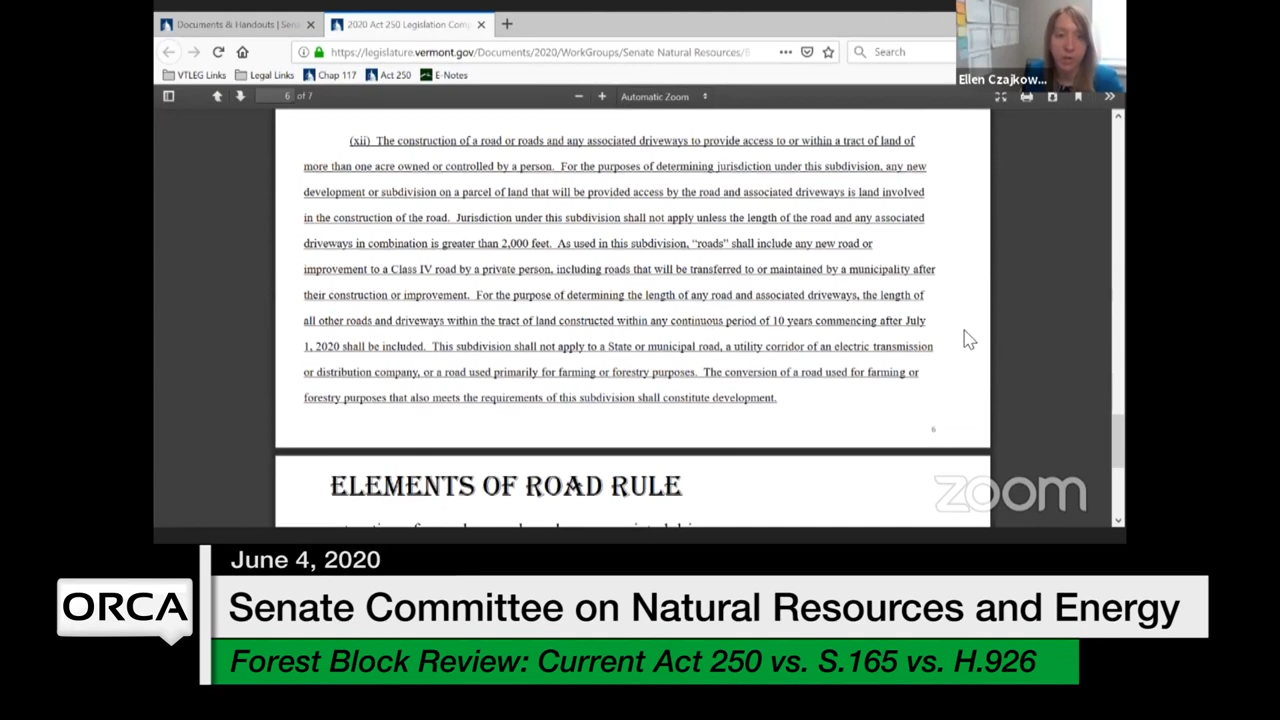 Documents & Handouts | Sena
2020 Act 250 Legislation Com
https://legislature.vermont.gov/Documents/2020/WorkGroups/Senate Natural Resources/
Search
VTLEG Links
Legal Links
Chap 117
Act 250
E-Notes
Ellen Czajkow...
6 of 7
Automatic Zoom
(xii) The construction of a road or roads and any associated driveways to provide access to or within a tract of land of
more than one acre owned or controlled by a person. For the purposes of determining jurisdiction under this subdivision, any new
development or subdivision on a parcel of land that will be provided access by the road and associated driveways is land involved
in the construction of the road. Jurisdiction under this subdivision shall not apply unless the length of the road and any associated
driveways in combination is greater than 2,000 feet. As used in this subdivision, “roads” shall include any new road or
improvement to a Class IV road by a private person, including roads that will be transferred to or maintained by a municipality after
their construction or improvement. For the purpose of determining the length of any road and associated driveways, the length of
all other roads and driveways within the tract of land constructed within any continuous period of 10 years commencing after July
1, 2020 shall be included. This subdivision shall not apply to a State or municipal road, a utility corridor of an electric transmission
or distribution company, or a road used primarily for farming or forestry purposes. The conversion of a road used for farming or
forestry purposes that also meets the requirements of this subdivision shall constitute development.
6
ELEMENTS OF ROAD RULE
zoom
June 4, 2020
ORCA
Senate Committee on Natural Resources and Energy
Forest Block Review: Current Act 250 vs. S.165 vs. H.926